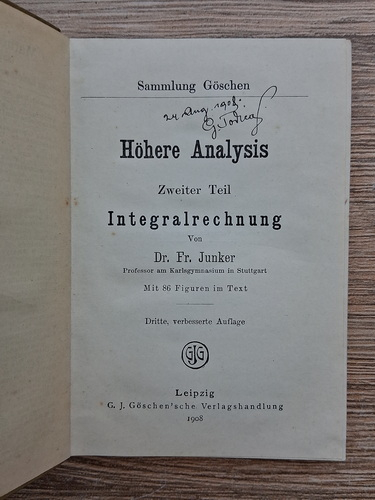 Sammlung Göschen
24 Aug. 1908.
Höhere Analysis
Zweiter Teil
Integralrechnung
Von
Dr. Fr. Junker
Professor am Karlsgymnasium in Stuttgart
Mit 86 Figuren im Text
Dritte, verbesserte Auflage
GJG
Leipzig
G. J. Göschen'sche Verlagshandlung
1908